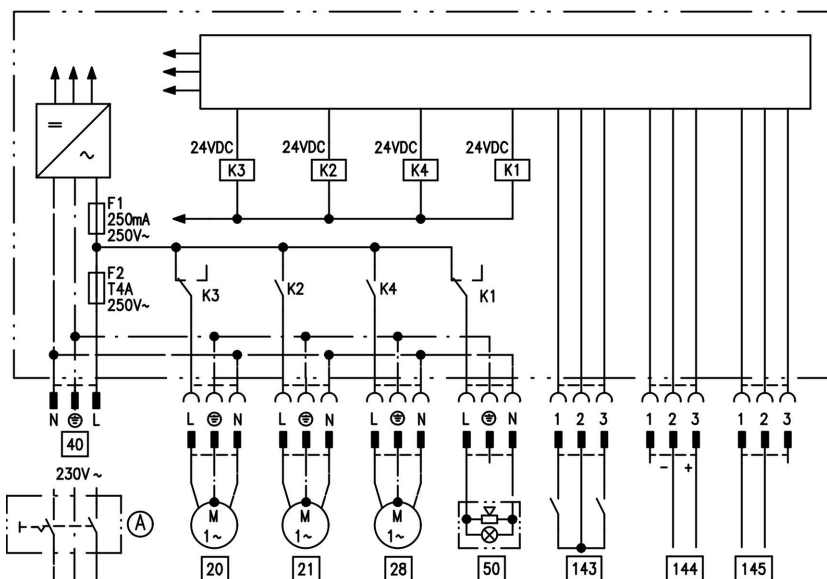 24VDC 24VDC 24VDC 24VDC
K3 K2 K4 K1
F1
250mA
250V~
F2
T4A
250V~
K3 K2 K4 K1
N L L N L N L N L N 1 2 3 1 2 3 1 2 3
40
230V~
- +
A
M
1~
M
1~
M
1~
20 21 28 50 143 144 145